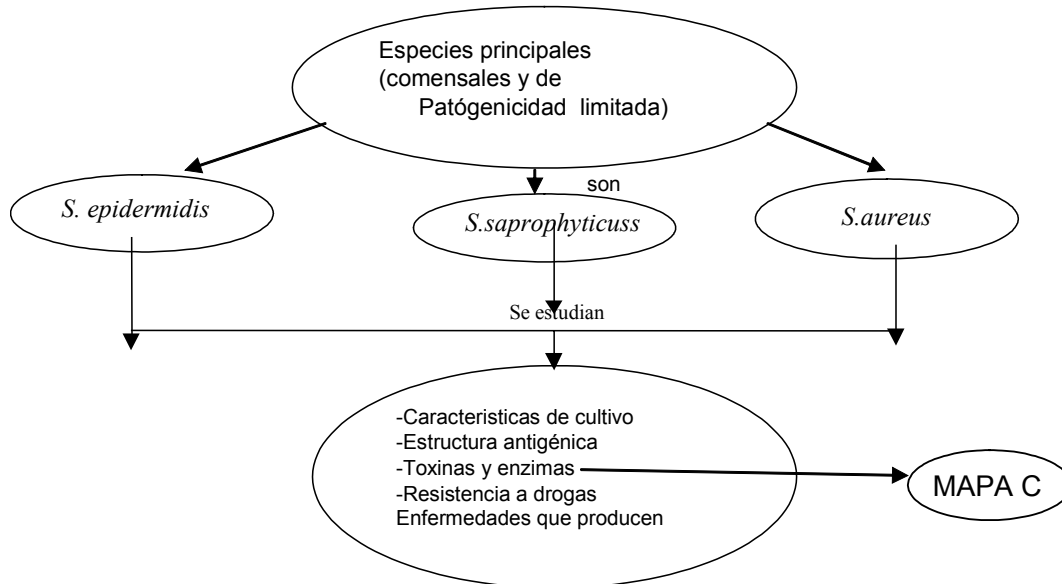 Especies principales
(comensales y de
Patógenicidad limitada)
son
S. epidermidis
S.saprophyticuss
S.aureus
Se estudian
-Caracteristicas de cultivo
-Estructura antigénica
-Toxinas y enzimas
-Resistencia a drogas
Enfermedades que producen
MAPA C